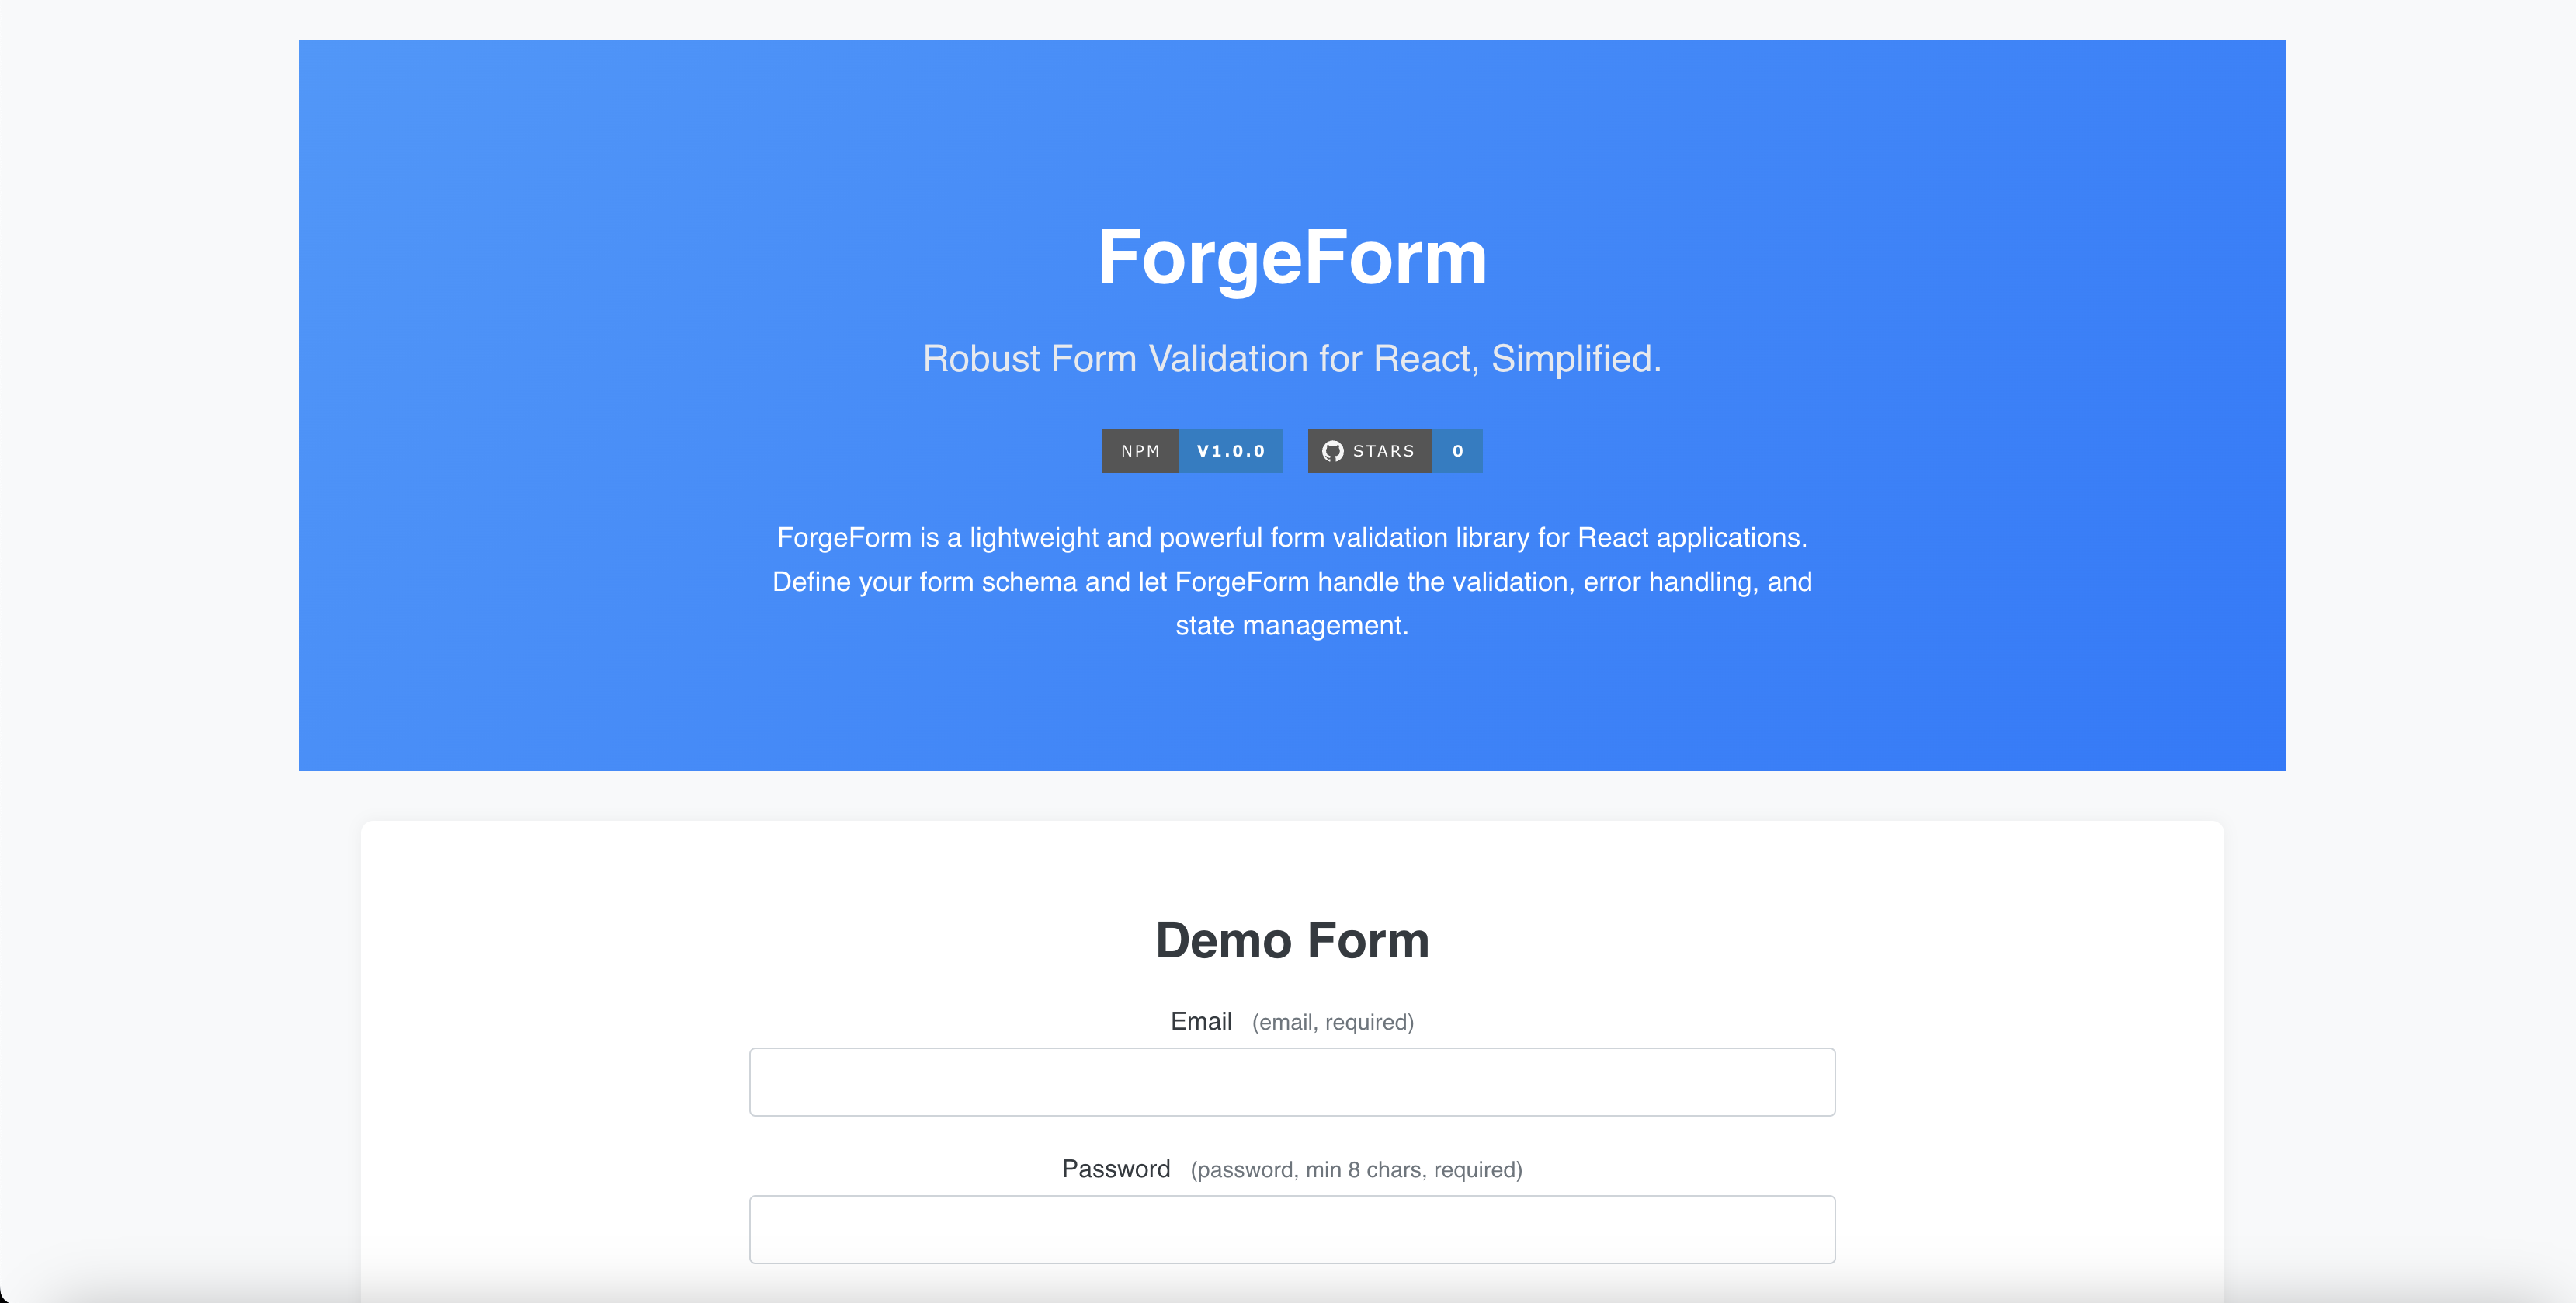 ForgeForm
Robust Form Validation for React, Simplified.
NPM V1.0.0 STARS 0
ForgeForm is a lightweight and powerful form validation library for React applications.
Define your form schema and let ForgeForm handle the validation, error handling, and
state management.
Demo Form
Email (email, required)
Password (password, min 8 chars, required)